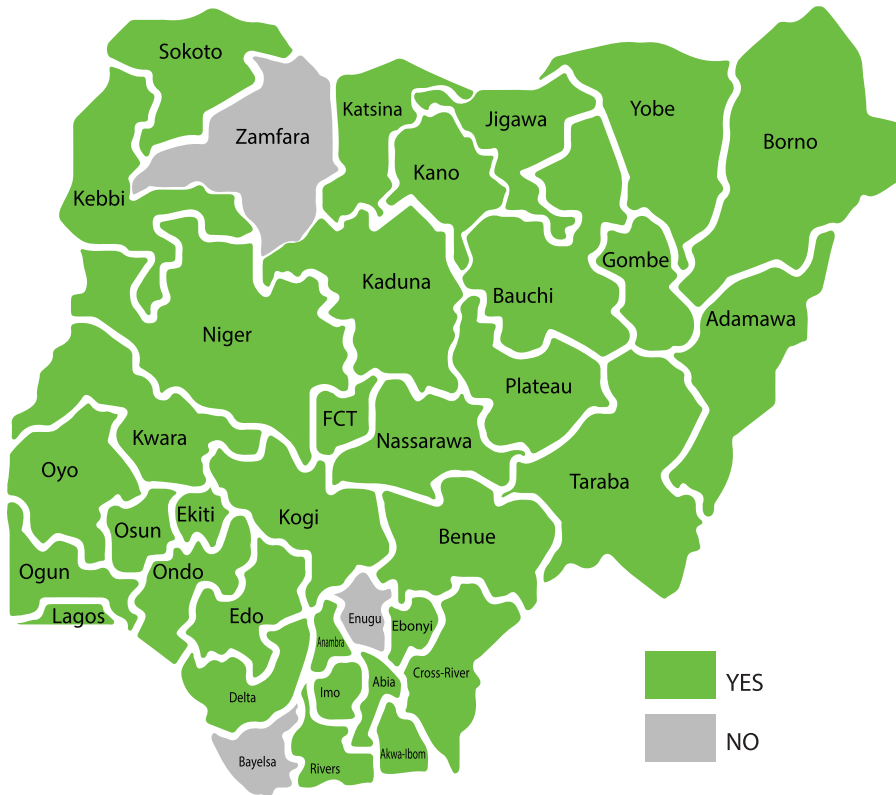 Sokoto
Zamfara
Katsina
Jigawa
Yobe
Borno
Kano
Kebbi
Gombe
Kaduna
Bauchi
Adamawa
Niger
Plateau
FCT
Kwara
Nassarawa
Oyo
Taraba
Ekiti
Kogi
Osun
Benue
Ogun
Ondo
Lagos
Edo
Enugu
Ebonyi
Anambra
Cross-River
Abia
Imo
Delta
Akwa-Ibom
Bayelsa
Rivers
YES
NO